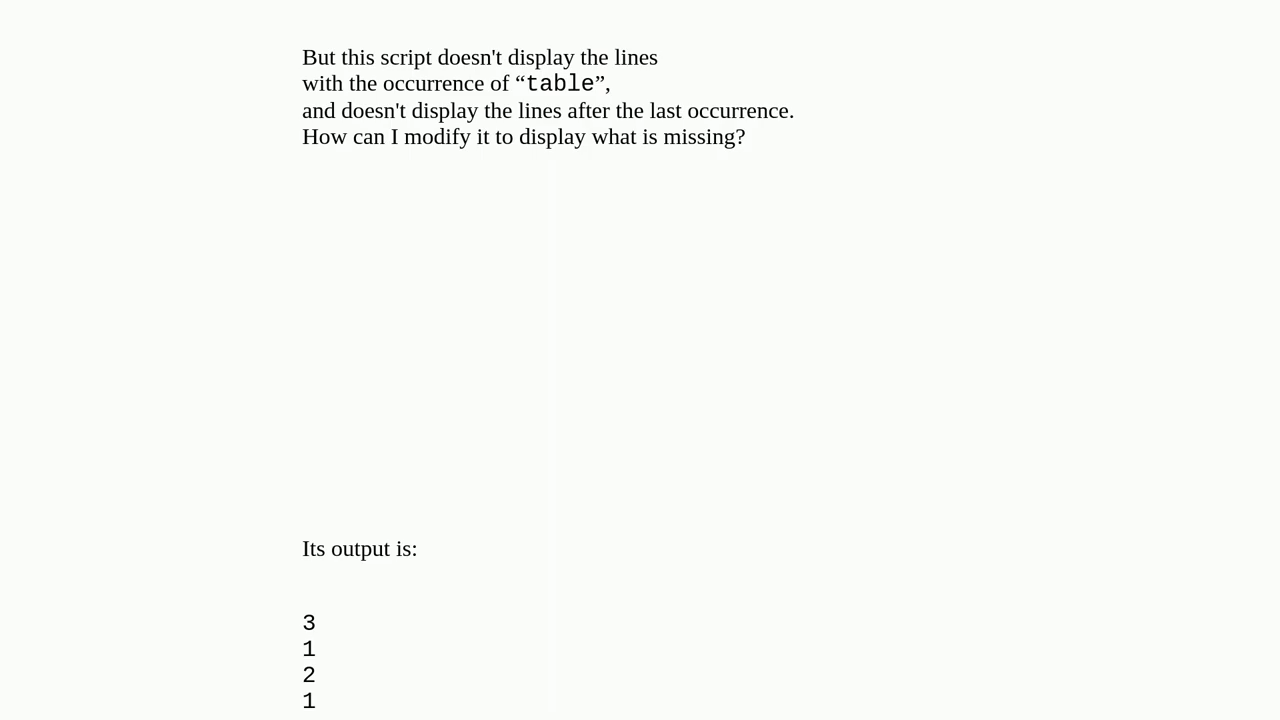 But this script doesn't display the lines
with the occurrence of “table”,
and doesn't display the lines after the last occurrence.
How can I modify it to display what is missing?
Its output is:
3
1
2
1